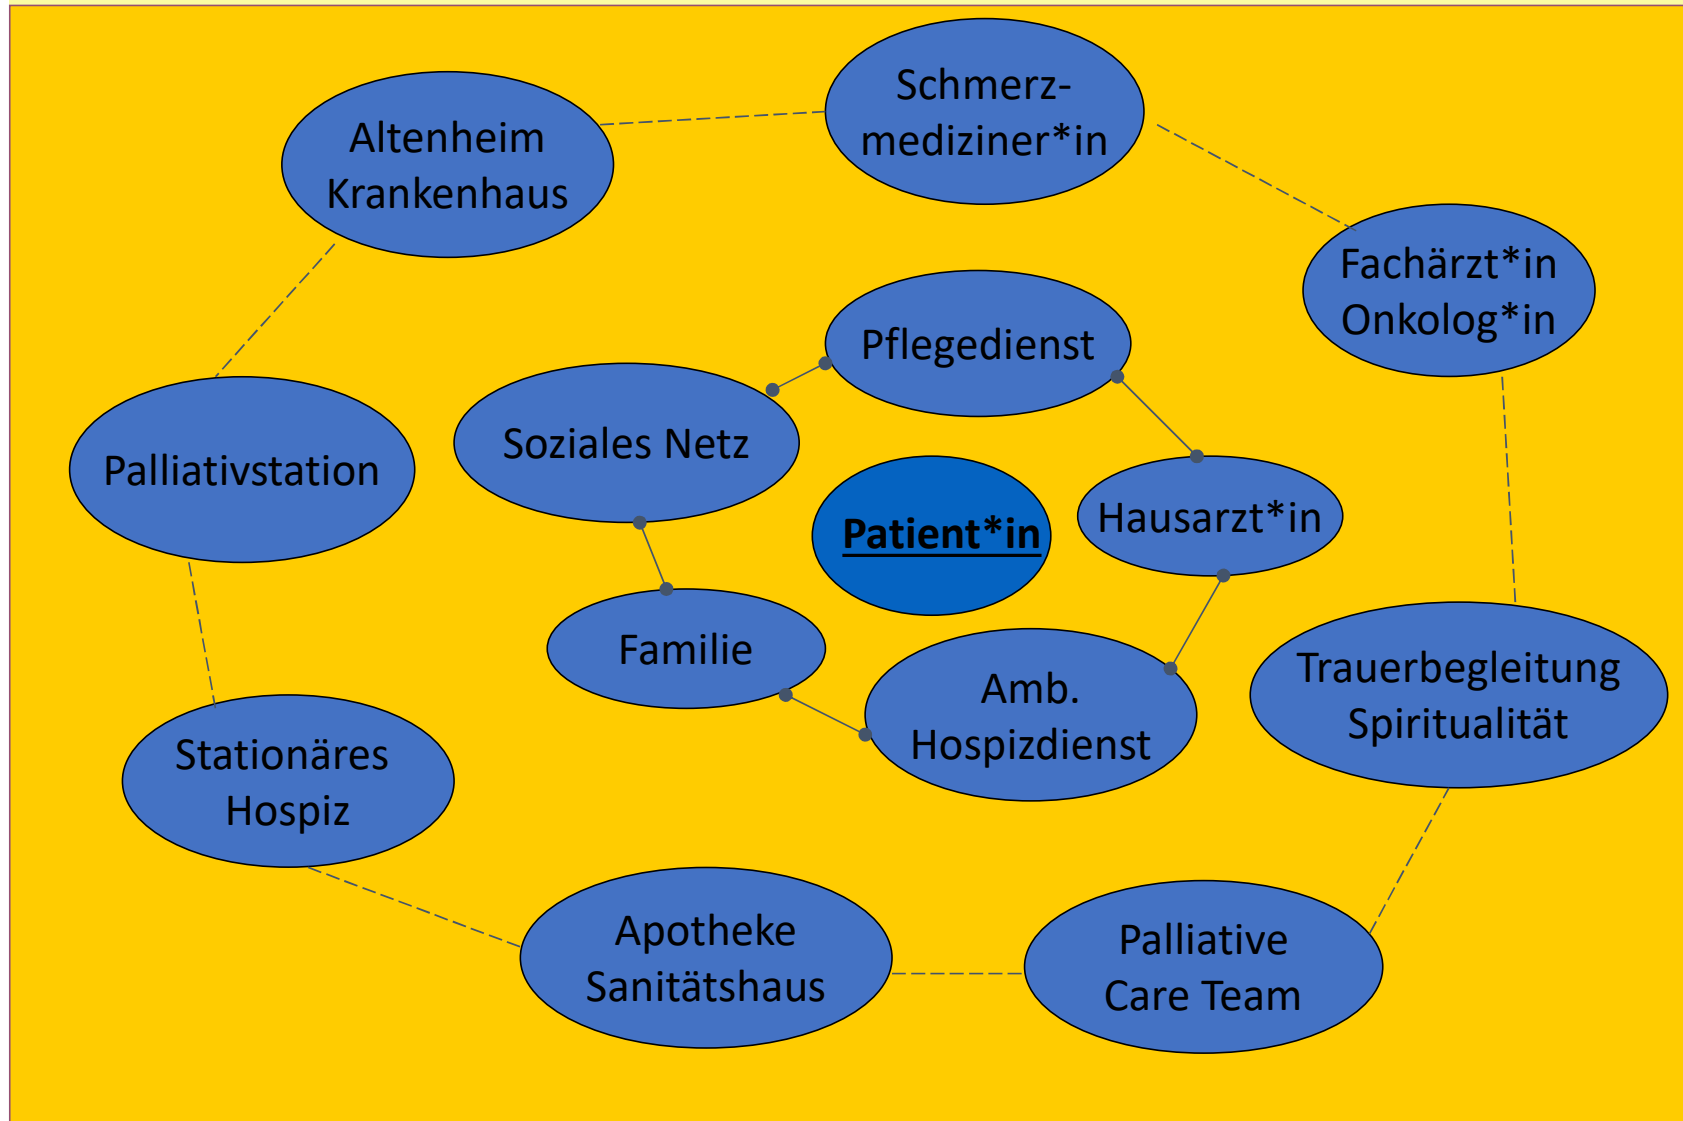 Schmerz-
mediziner*in
Altenheim
Krankenhaus
Fachärzt*in
Onkolog*in
Pflegedienst
Soziales Netz
Palliativstation
Hausarzt*in
Patient*in
Familie
Amb.
Hospizdienst
Trauerbegleitung
Spiritualität
Stationäres
Hospiz
Apotheke
Sanitätshaus
Palliative
Care Team